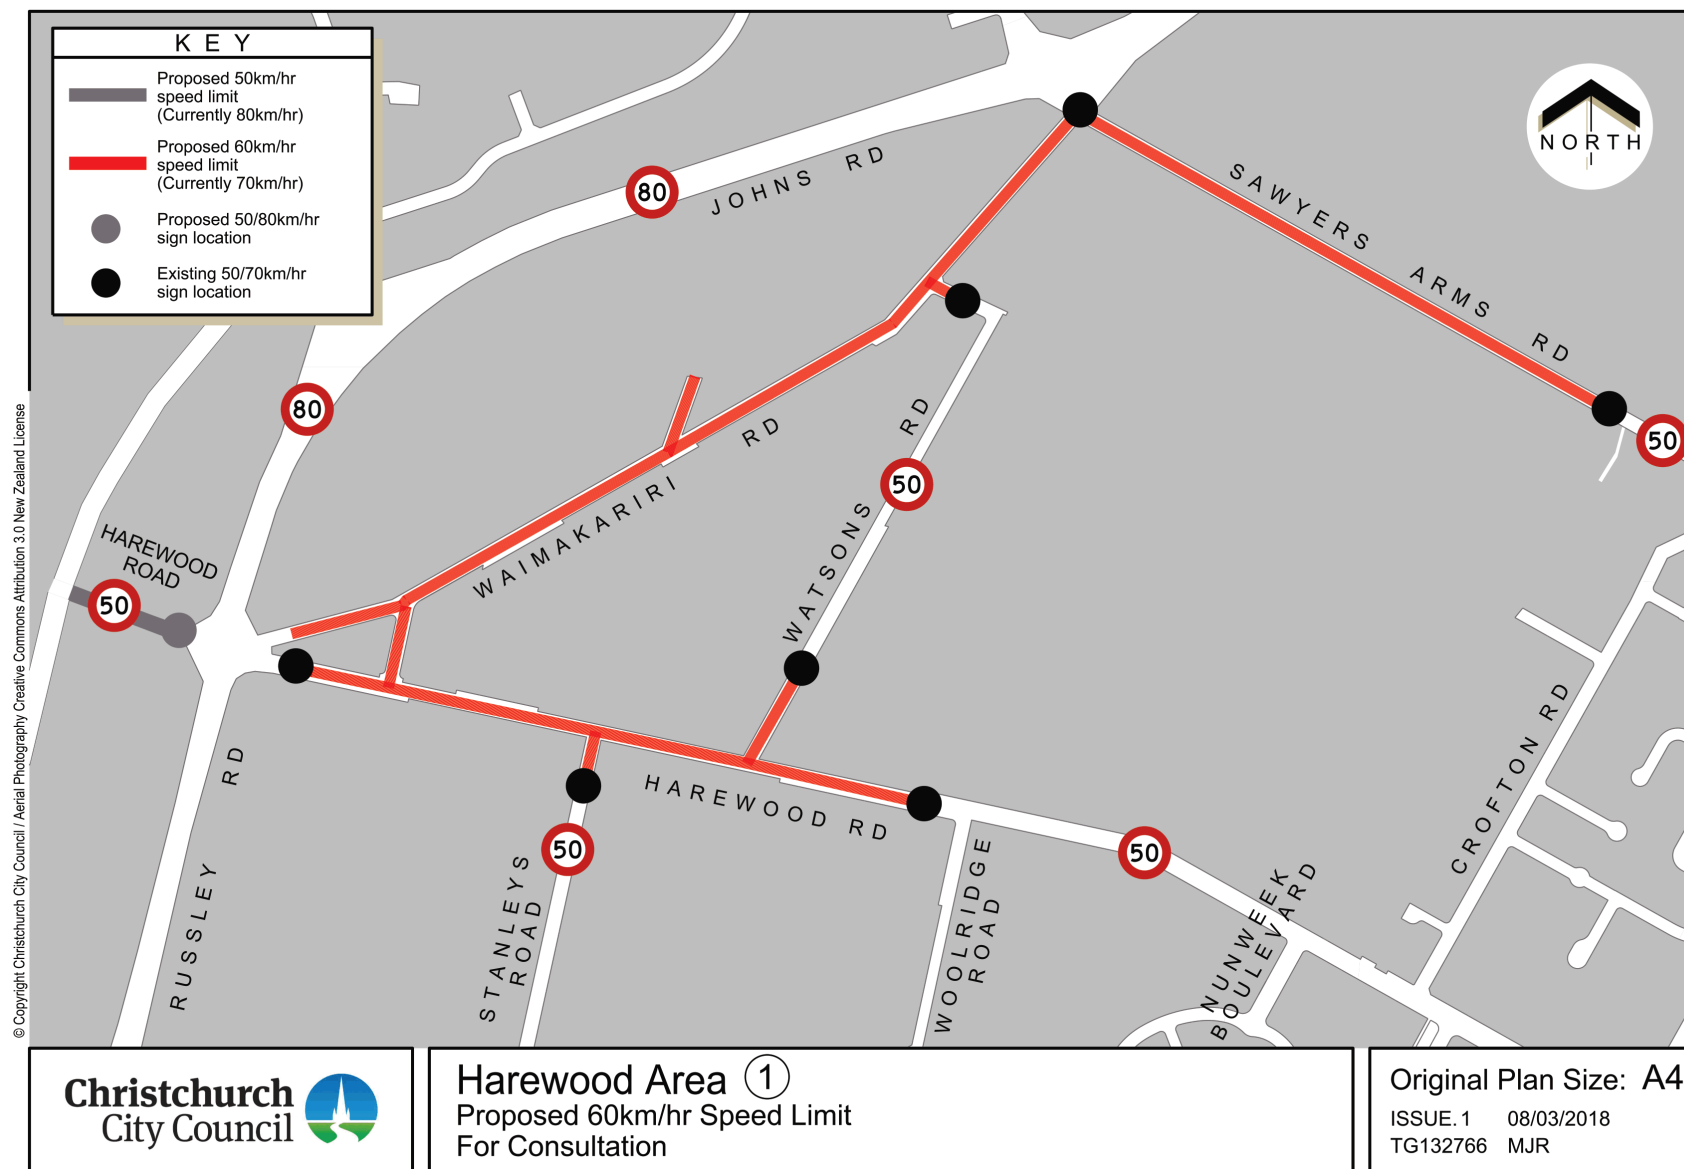 KEY
Proposed 50km/hr
speed limit
(Currently 80km/hr)
Proposed 60km/hr
speed limit
(Currently 70km/hr)
Proposed 50/80km/hr
sign location
Existing 50/70km/hr
sign location
NORTH
80
JOHNS RD
SAWYERS ARMS RD
80
50
WAIMAKARIRI RD
WATSONS RD
50
HAREWOOD
ROAD
50
HAREWOOD RD
50
50
RUSSLEY RD
STANLEYS
ROAD
WOOLRIDGE
ROAD
NUNWEEK
BOULEVARD
CROFTON RD
© Copyright Christchurch City Council / Aerial Photography Creative Commons Attribution 3.0 New Zealand License
Christchurch
City Council
Harewood Area 1
Proposed 60km/hr Speed Limit
For Consultation
Original Plan Size: A4
ISSUE. 1 08/03/2018
TG132766 MJR